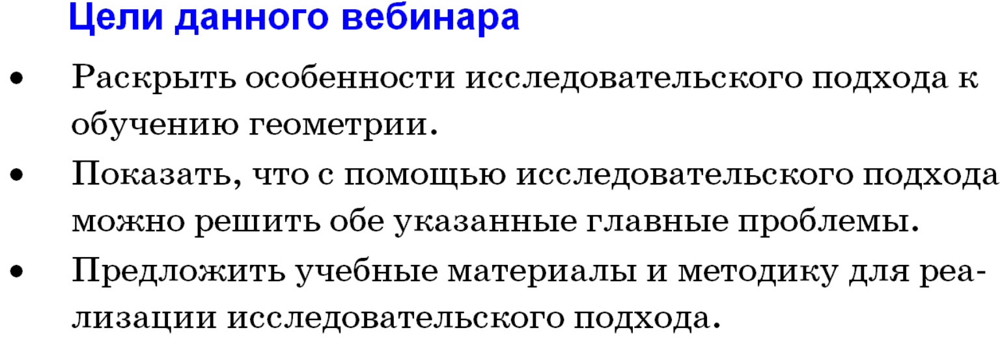 Цели данного вебинара
• Раскрыть особенности исследовательского подхода к
обучению геометрии.
• Показать, что с помощью исследовательского подхода
можно решить обе указанные главные проблемы.
• Предложить учебные материалы и методику для реа-
лизации исследовательского подхода.